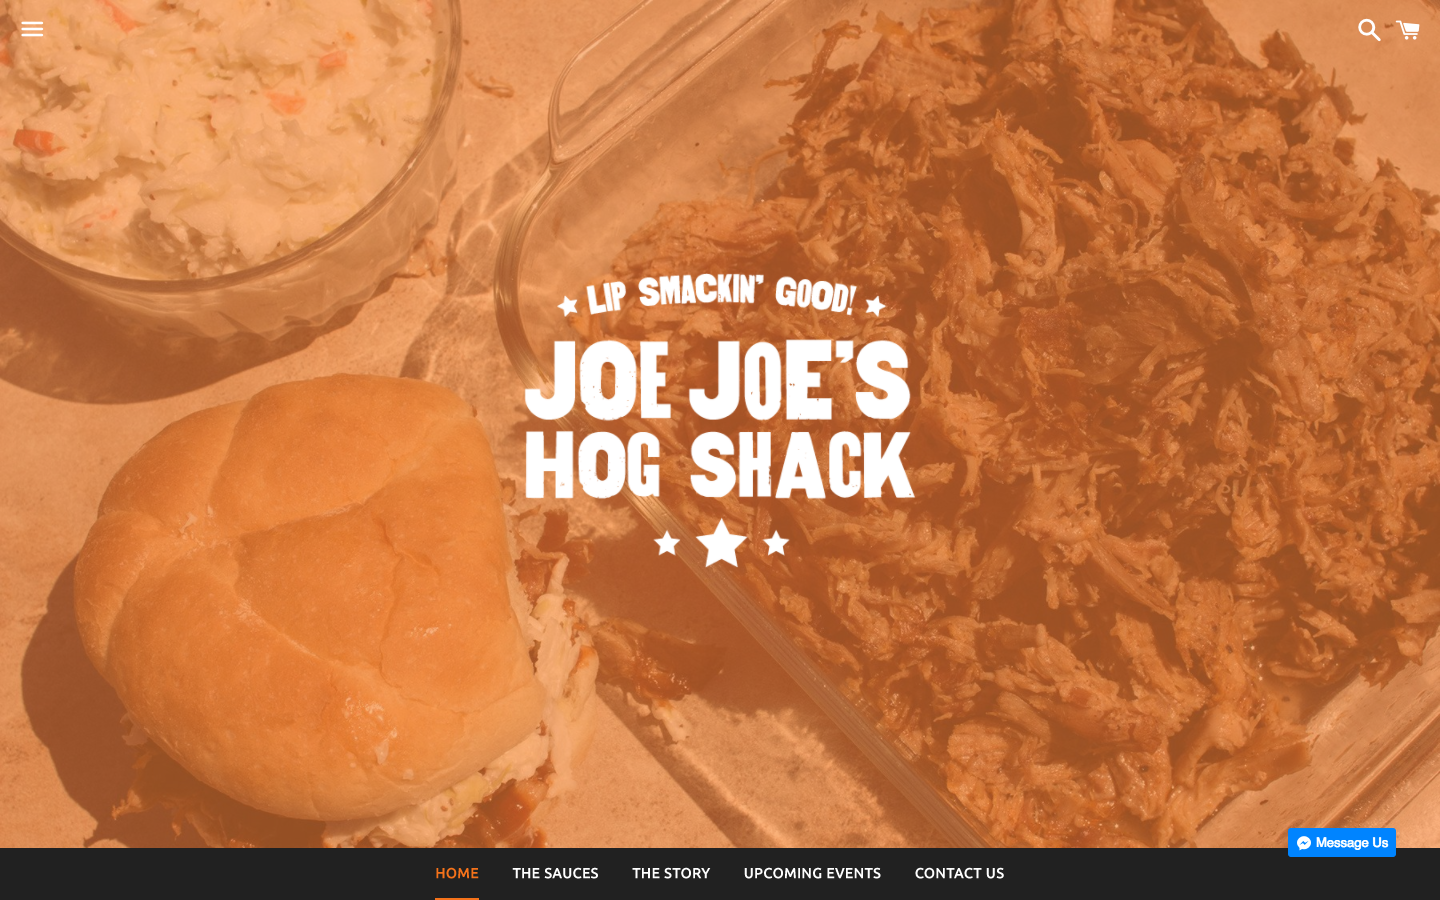 LIP SMACKIN' GOOD!
JOE JOE'S
HOG SHACK
Message Us
HOME THE SAUCES THE STORY UPCOMING EVENTS CONTACT US